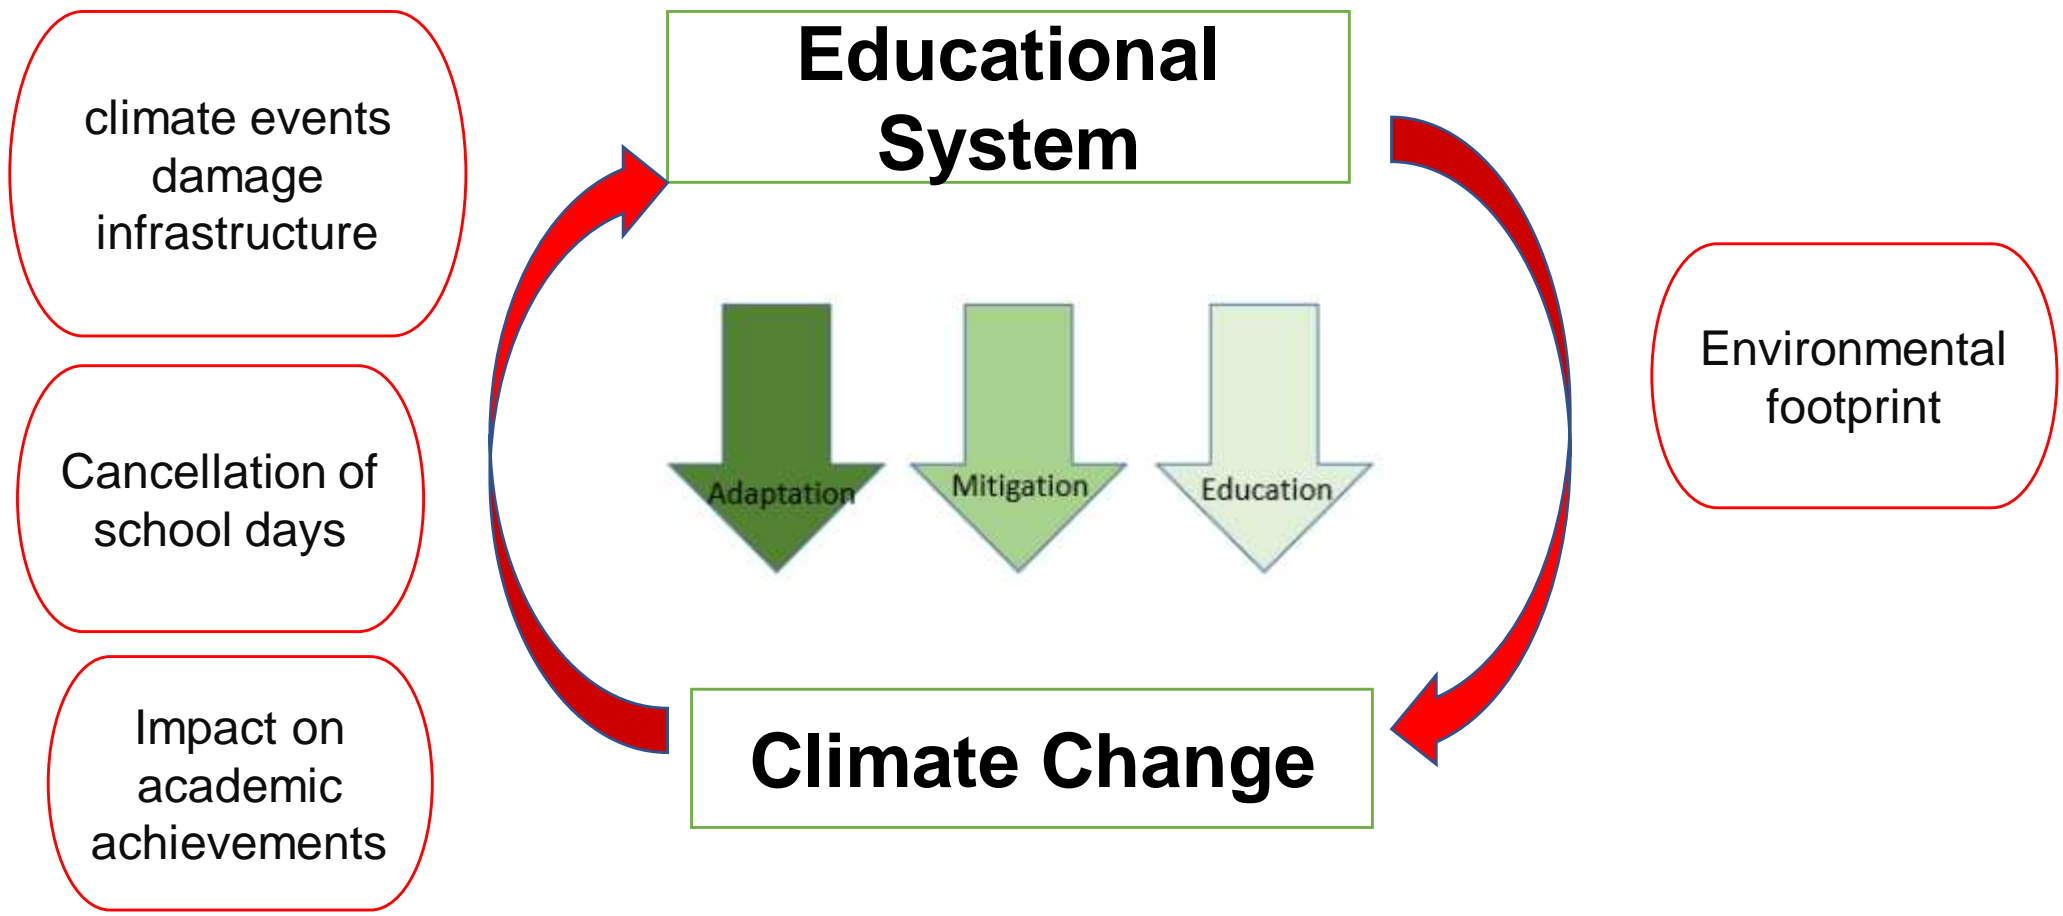 Educational
System
climate events
damage
infrastructure
Cancellation of
school days
Impact on
academic
achievements
Adaptation
Mitigation
Education
Environmental
footprint
Climate Change